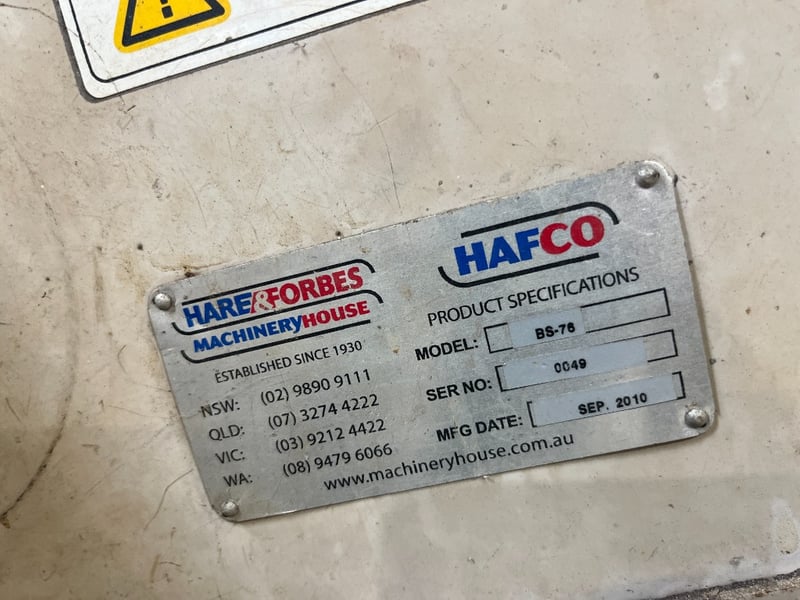 HARE&FORBES
MACHINERYHOUSE
ESTABLISHED SINCE 1930
NSW: (02) 9890 9111
QLD: (07) 3274 4222
VIC: (03) 9212 4422
WA: (08) 9479 6066
HAFCO
PRODUCT SPECIFICATIONS
MODEL: BS-76
SER NO: 0049
MFG DATE: SEP. 2010
www.machineryhouse.com.au